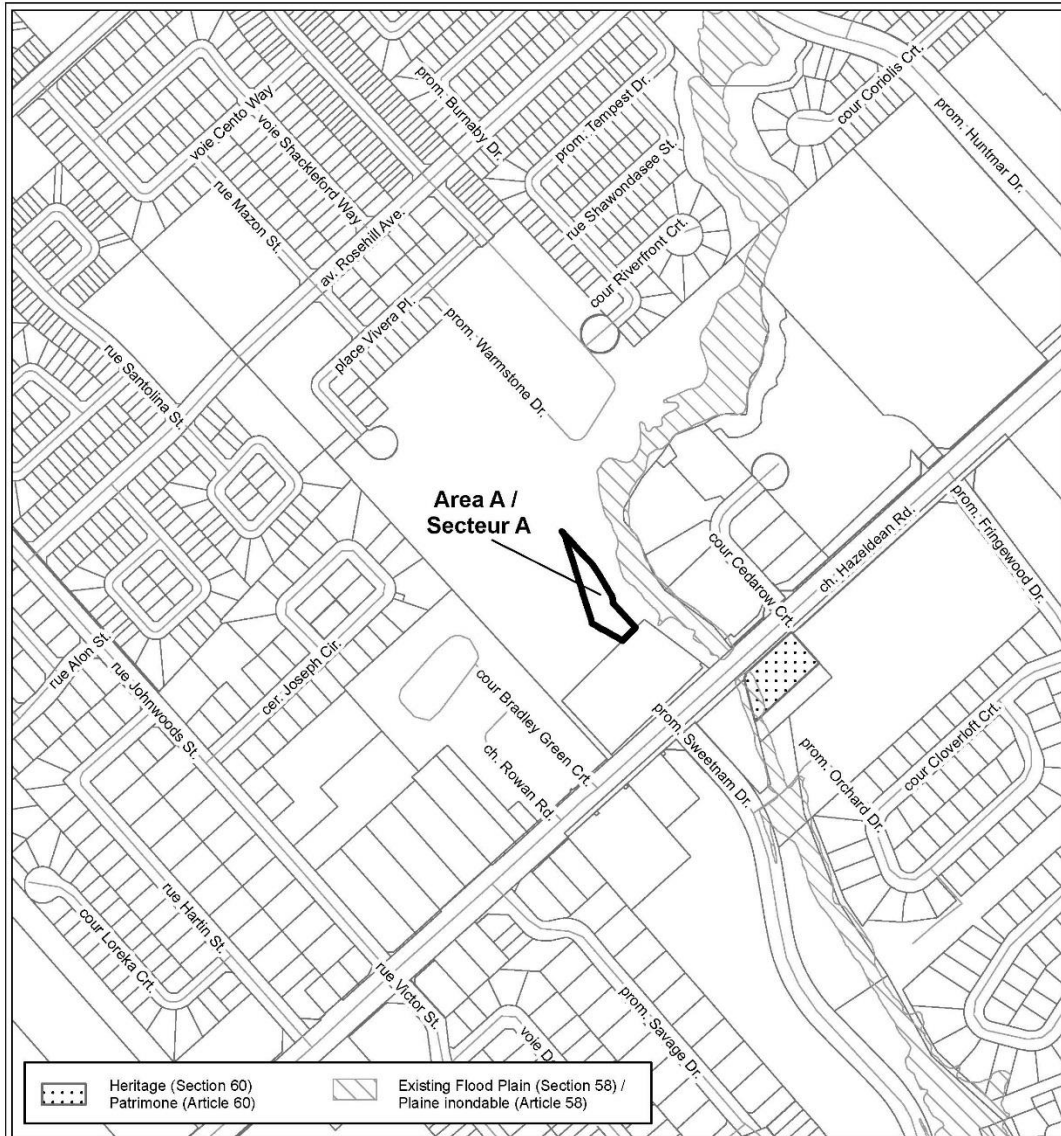 prom. Burnaby Dr.
prom. Tempest Dr.
cour Coriolis Crt.
prom. Huntmar Dr.
voie Cento Way
voie Shackleford Way
rue Shawondasee St.
rue Mazon St.
av. Rosehill Ave.
cour Riverfront Crt.
place Vivera Pl.
prom. Warmstone Dr.
rue Santolina St.
Area A /
Secteur A
prom. Fringewood Dr.
ch. Hazeldean Rd.
cour Cedarow Crt.
rue Alon St.
rue Johnwoods St.
cer. Joseph Cir.
cour Bradley Green Crt.
ch. Rowan Rd.
prom. Sweetnam Dr.
prom. Orchard Dr.
cour Cloverloft Crt.
rue Hartin St.
cour Loreka Crt.
rue Victor St.
prom. Savage Dr.
voie D
Heritage (Section 60)
Patrimone (Article 60)
Existing Flood Plain (Section 58) /
Plaine inondable (Article 58)